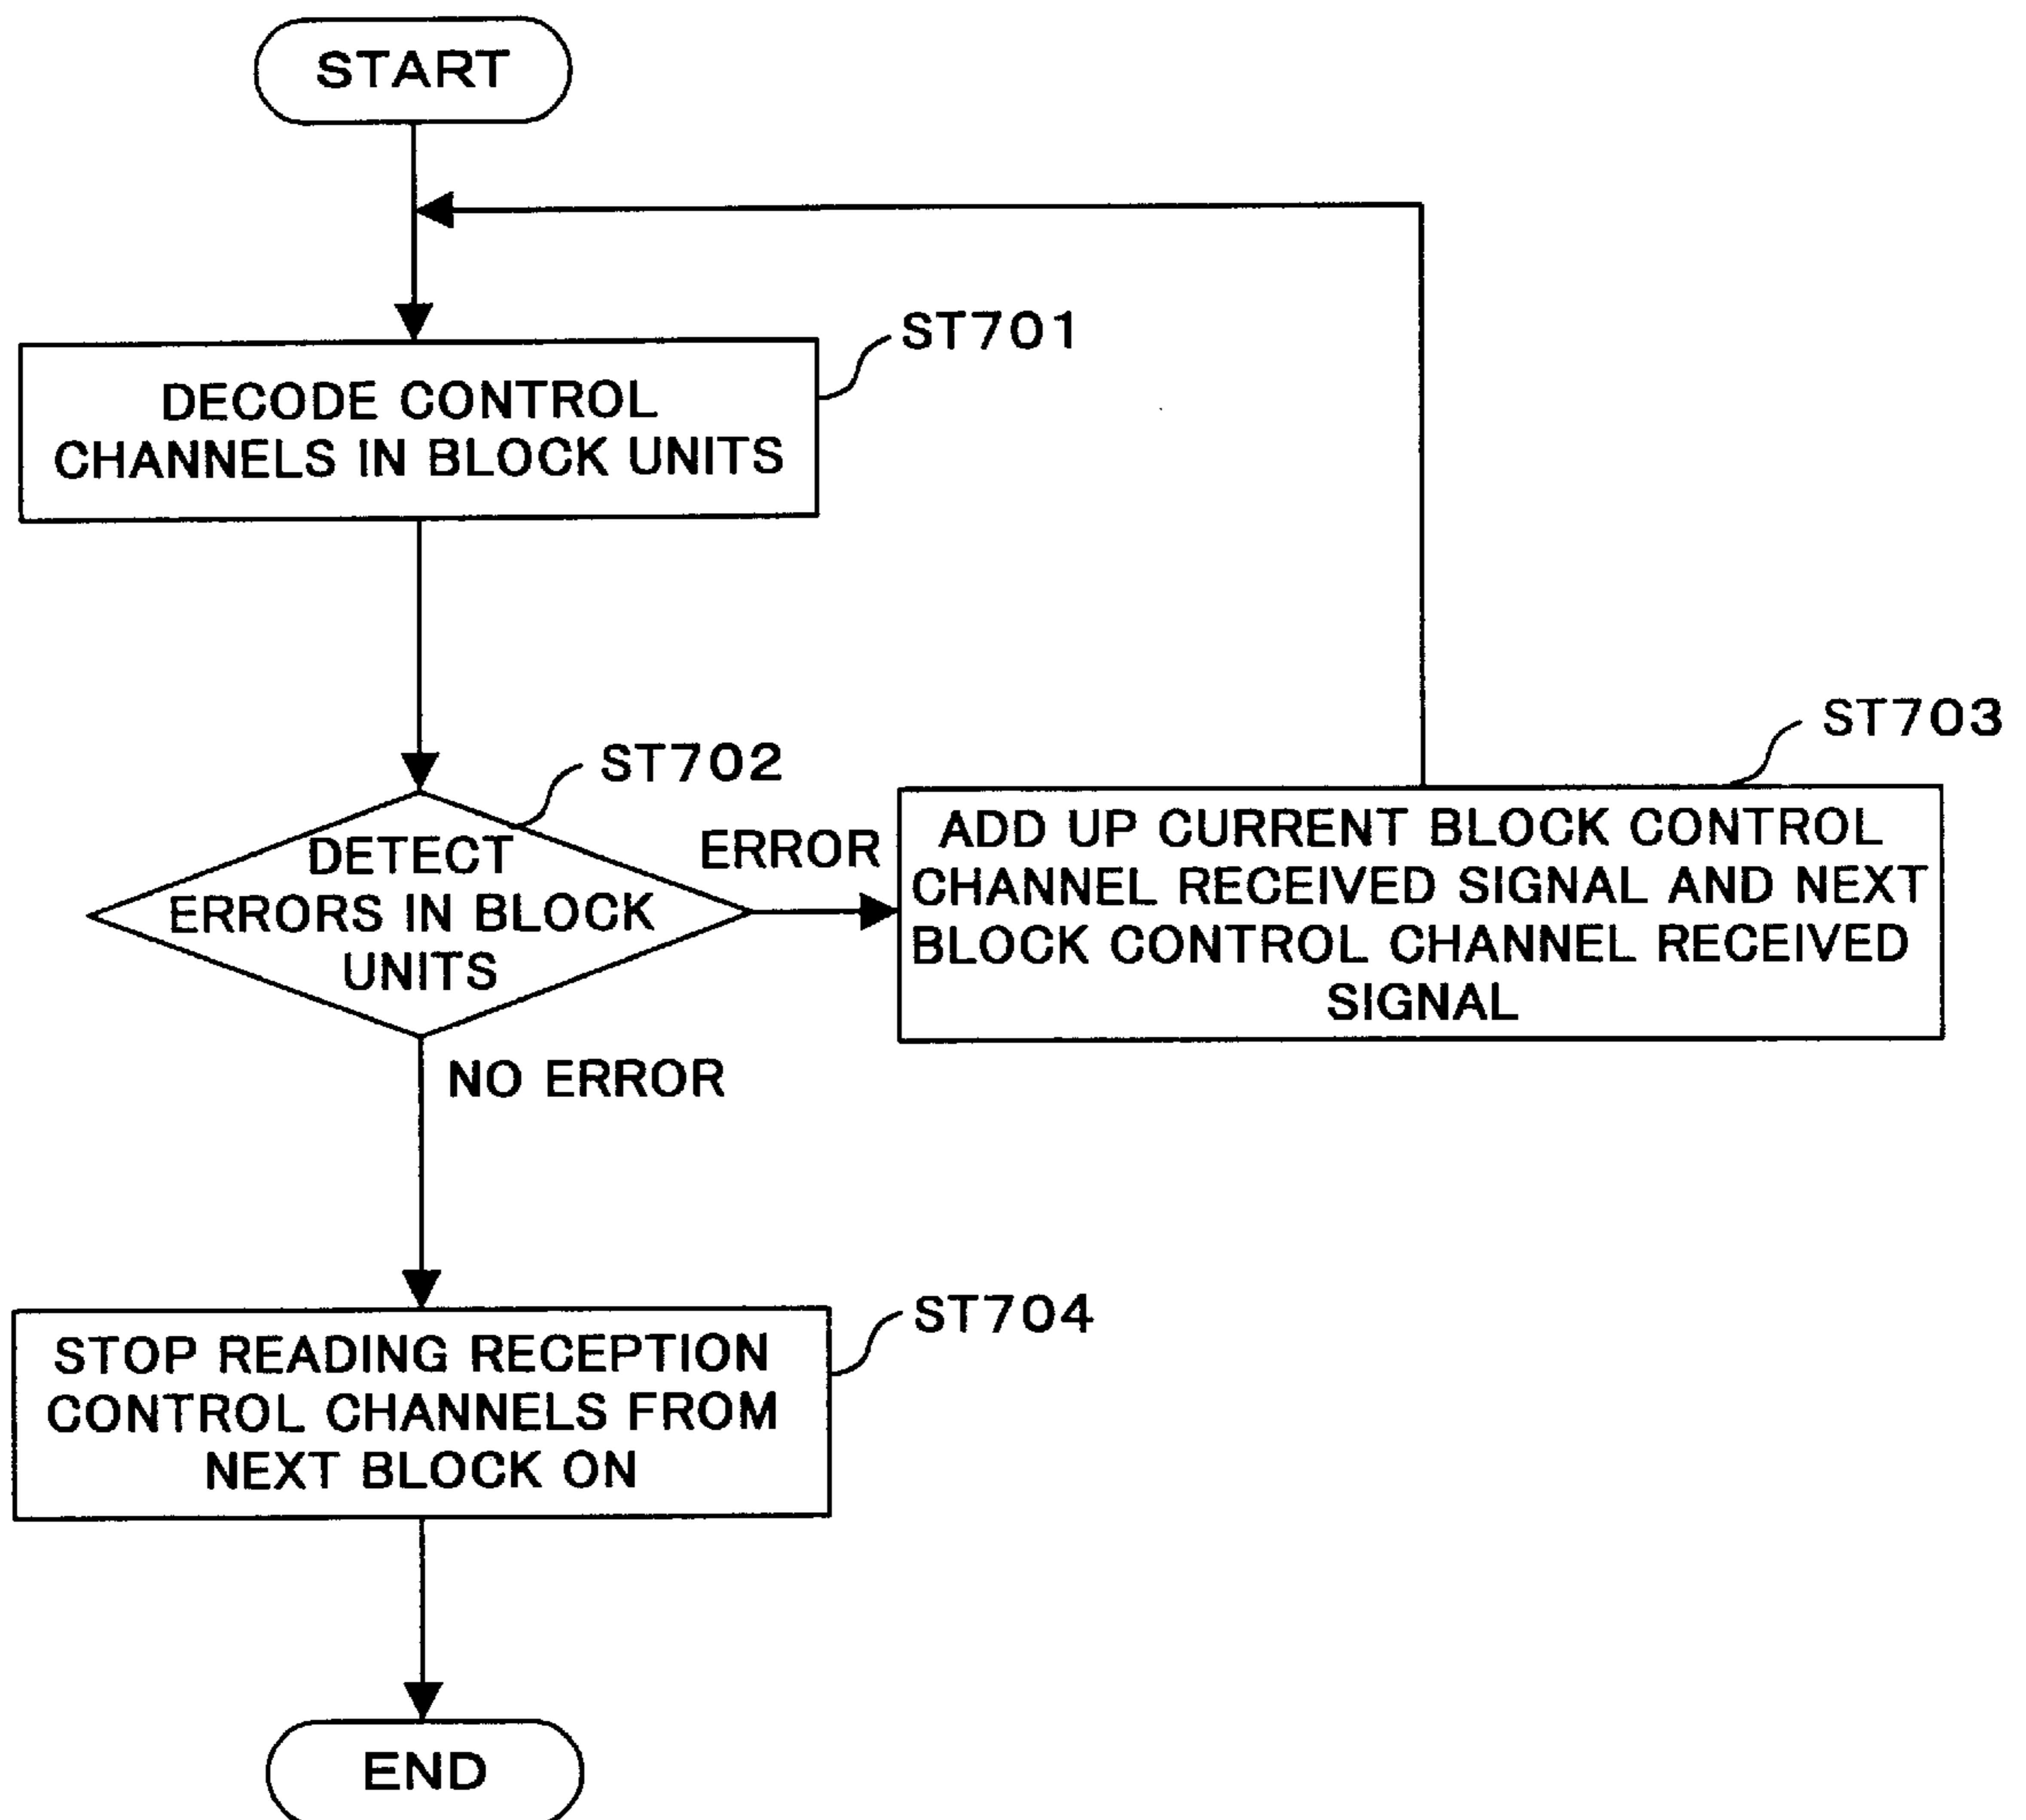 START
ST701
DECODE CONTROL
CHANNELS IN BLOCK UNITS
ST702
DETECT
ERRORS IN BLOCK
UNITS
ERROR
ST703
ADD UP CURRENT BLOCK CONTROL
CHANNEL RECEIVED SIGNAL AND NEXT
BLOCK CONTROL CHANNEL RECEIVED
SIGNAL
NO ERROR
ST704
STOP READING RECEPTION
CONTROL CHANNELS FROM
NEXT BLOCK ON
END